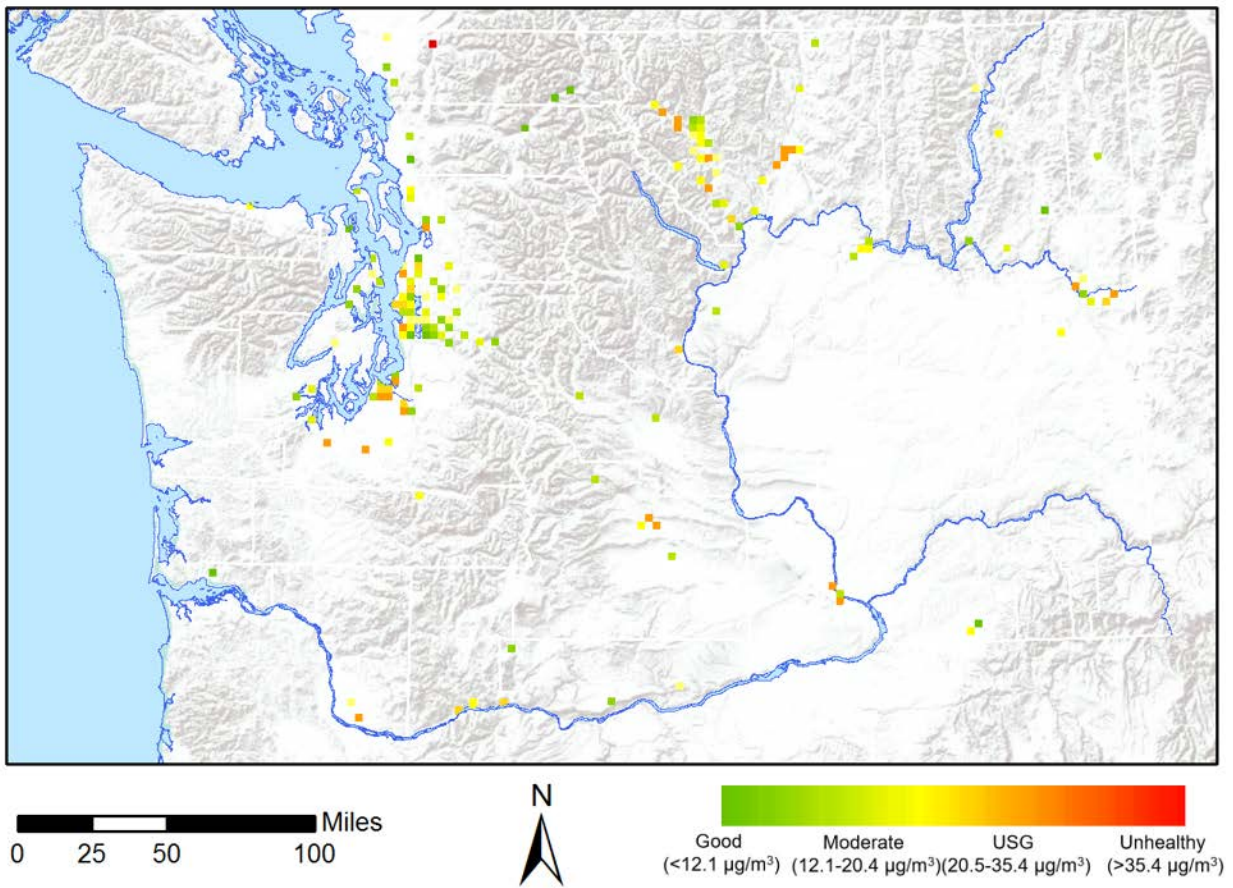 Miles
0 25 50 100
N
Good Moderate USG Unhealthy
(<12.1 µg/m³) (12.1-20.4 µg/m³)(20.5-35.4 µg/m³) (>35.4 µg/m³)